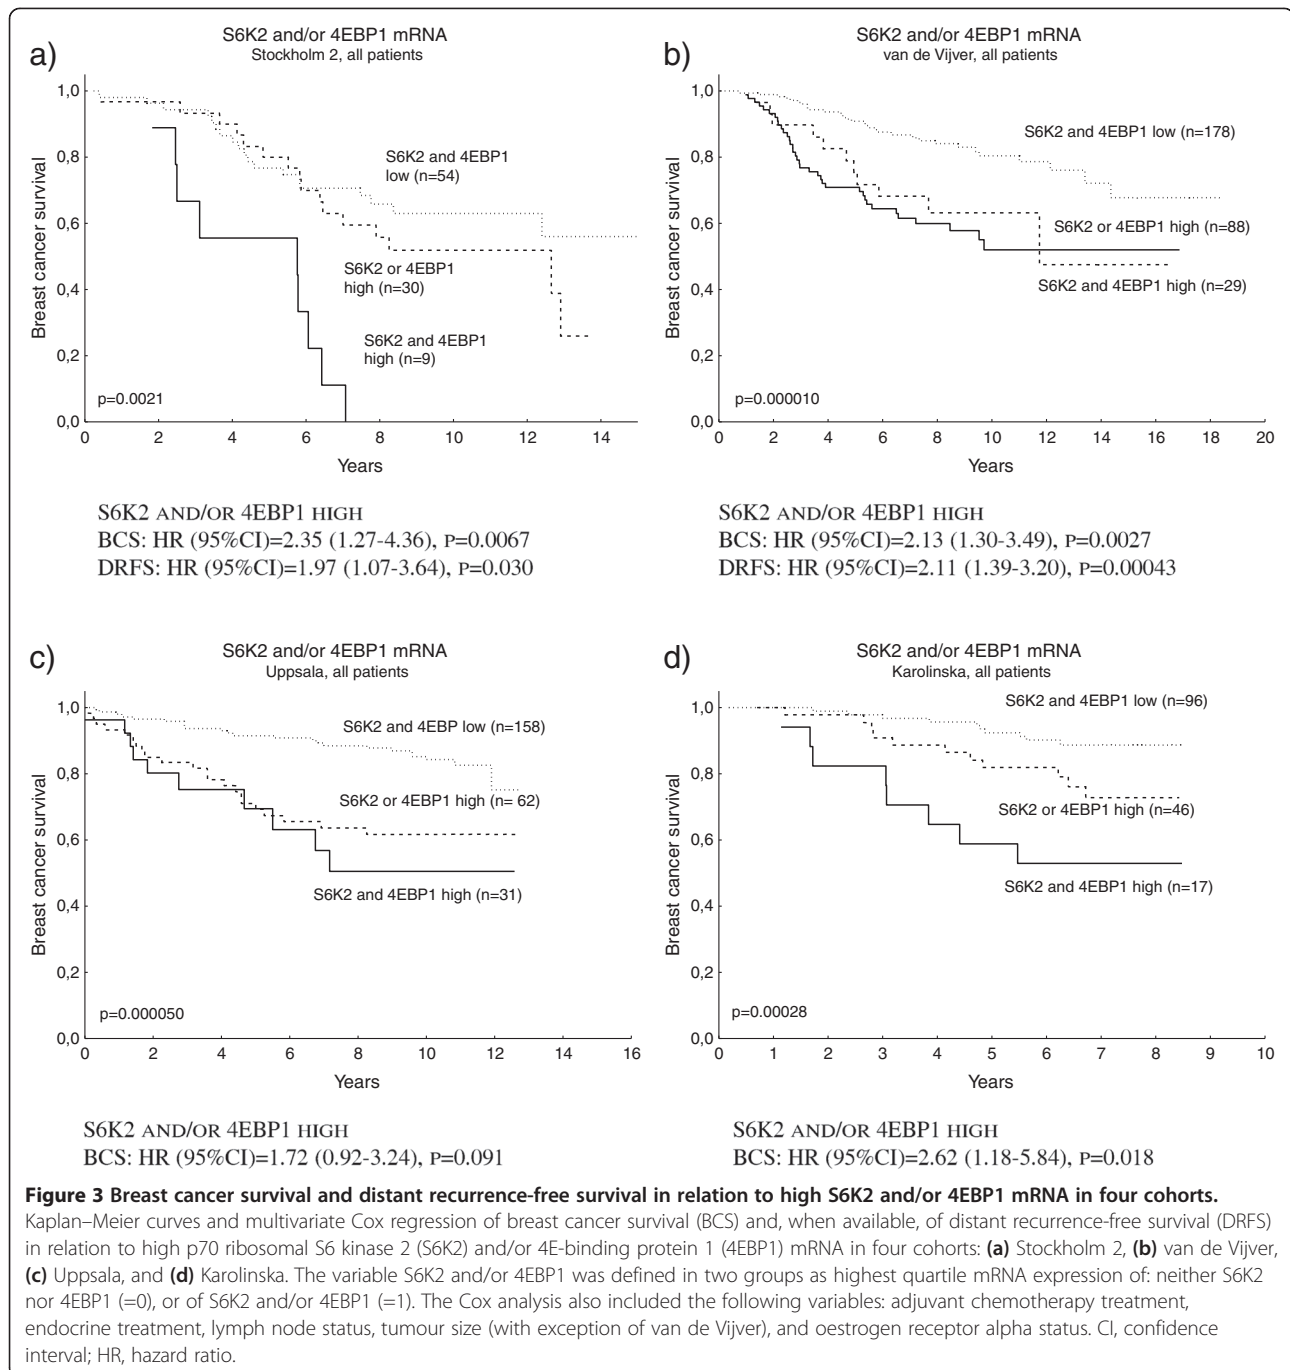 a)
S6K2 and/or 4EBP1 mRNA
Stockholm 2, all patients
Breast cancer survival
1,0
0,8
0,6
0,4
0,2
0,0
S6K2 and 4EBP1
low (n=54)
S6K2 or 4EBP1
high (n=30)
S6K2 and 4EBP1
high (n=9)
p=0.0021
0 2 4 6 8 10 12 14
Years
S6K2 AND/OR 4EBP1 HIGH
BCS: HR (95%CI)=2.35 (1.27-4.36), P=0.0067
DRFS: HR (95%CI)=1.97 (1.07-3.64), P=0.030
b)
S6K2 and/or 4EBP1 mRNA
van de Vijver, all patients
Breast cancer survival
1,0
0,8
0,6
0,4
0,2
0,0
S6K2 and 4EBP1 low (n=178)
S6K2 or 4EBP1 high (n=88)
S6K2 and 4EBP1 high (n=29)
p=0.000010
0 2 4 6 8 10 12 14 16 18 20
Years
S6K2 AND/OR 4EBP1 HIGH
BCS: HR (95%CI)=2.13 (1.30-3.49), P=0.0027
DRFS: HR (95%CI)=2.11 (1.39-3.20), P=0.00043
c)
S6K2 and/or 4EBP1 mRNA
Uppsala, all patients
Breast cancer survival
1,0
0,8
0,6
0,4
0,2
0,0
S6K2 and 4EBP low (n=158)
S6K2 or 4EBP1 high (n= 62)
S6K2 and 4EBP1 high (n=31)
p=0.000050
0 2 4 6 8 10 12 14 16
Years
S6K2 AND/OR 4EBP1 HIGH
BCS: HR (95%CI)=1.72 (0.92-3.24), P=0.091
d)
S6K2 and/or 4EBP1 mRNA
Karolinska, all patients
Breast cancer survival
1,0
0,8
0,6
0,4
0,2
0,0
S6K2 and 4EBP1 low (n=96)
S6K2 or 4EBP1 high (n=46)
S6K2 and 4EBP1 high (n=17)
p=0.00028
0 1 2 3 4 5 6 7 8 9 10
Years
S6K2 AND/OR 4EBP1 HIGH
BCS: HR (95%CI)=2.62 (1.18-5.84), P=0.018
Figure 3 Breast cancer survival and distant recurrence-free survival in relation to high S6K2 and/or 4EBP1 mRNA in four cohorts.
Kaplan–Meier curves and multivariate Cox regression of breast cancer survival (BCS) and, when available, of distant recurrence-free survival (DRFS)
in relation to high p70 ribosomal S6 kinase 2 (S6K2) and/or 4E-binding protein 1 (4EBP1) mRNA in four cohorts: (a) Stockholm 2, (b) van de Vijver,
(c) Uppsala, and (d) Karolinska. The variable S6K2 and/or 4EBP1 was defined in two groups as highest quartile mRNA expression of: neither S6K2
nor 4EBP1 (=0), or of S6K2 and/or 4EBP1 (=1). The Cox analysis also included the following variables: adjuvant chemotherapy treatment,
endocrine treatment, lymph node status, tumour size (with exception of van de Vijver), and oestrogen receptor alpha status. CI, confidence
interval; HR, hazard ratio.